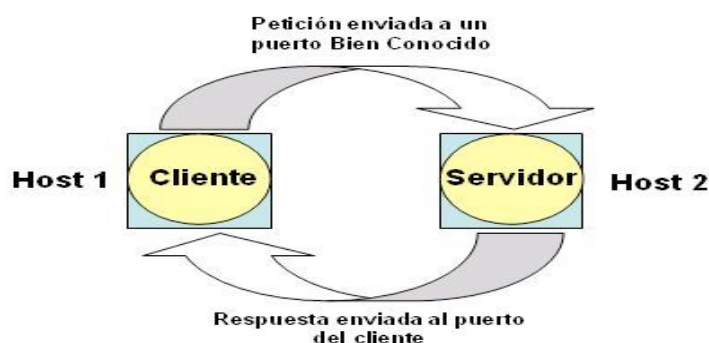 Petición enviada a un
puerto Bien Conocido
Host 1
Cliente
Servidor
Host 2
Respuesta enviada al puerto
del cliente